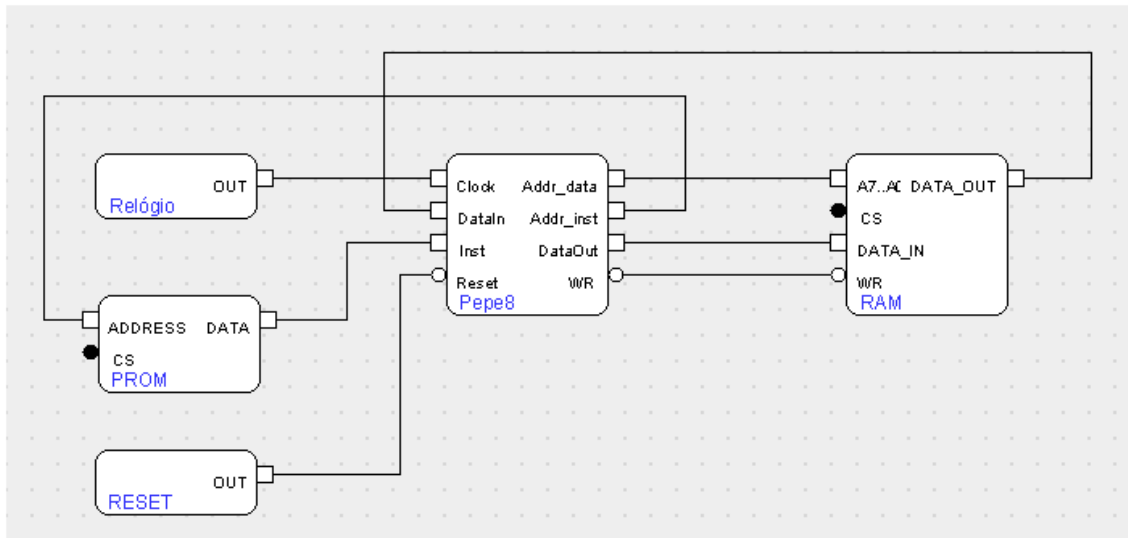 OUT
Relógio
Clock Addr_data
DataIn Addr_inst
Inst DataOut
Reset WR
Pepe8
A7..A( DATA_OUT
CS
DATA_IN
WR
RAM
ADDRESS DATA
CS
PROM
OUT
RESET